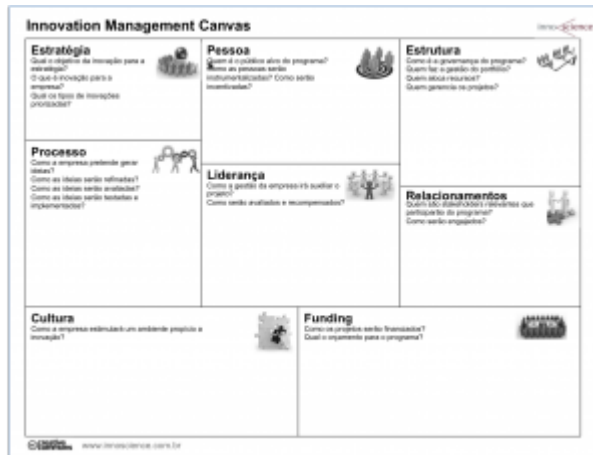 Innovation Management Canvas
innoscience
Estratégia
Qual o objetivo da inovação para a
estratégia?
O que é inovação para a
empresa?
Qual os tipos de inovações
priorizadas?
Pessoa
Quem é o público alvo do programa?
Como as pessoas serão
instrumentalizadas? Como serão
incentivadas?
Estrutura
Como é a governança do programa?
Quem faz a gestão do portfólio?
Quem aloca recursos?
Quem gerencia os projetos?
Processo
Como a empresa pretende gerar
ideias?
Como as ideias serão refinadas?
Como as ideias serão avaliadas?
Como as ideias serão testadas e
implementadas?
Liderança
Como a gestão da empresa irá auxiliar o
projeto?
Como serão avaliados e recompensados?
Relacionamentos
Quem são stakeholders relevantes que
participarão do programa?
Como serão engajados?
Cultura
Como a empresa estimulará um ambiente propício a
inovação?
Funding
Como os projetos serão financiados?
Qual o orçamento para o programa?
creative
commons
www.innoscience.com.br